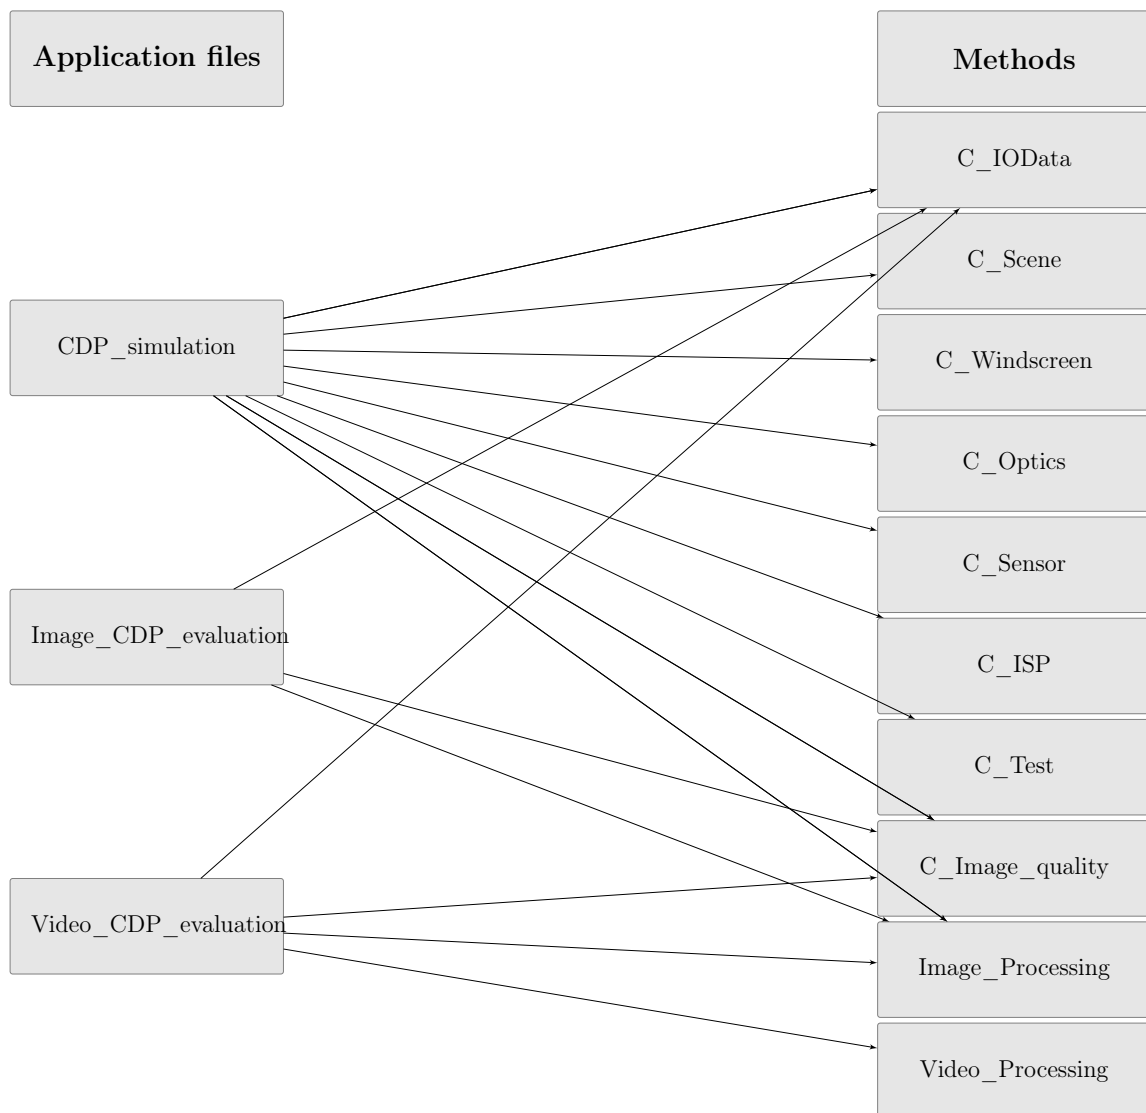 Application files
Methods
C_IOData
C_Scene
CDP_simulation
C_Windscreen
C_Optics
C_Sensor
Image_CDP_evaluation
C_ISP
C_Test
C_Image_quality
Video_CDP_evaluation
Image_Processing
Video_Processing